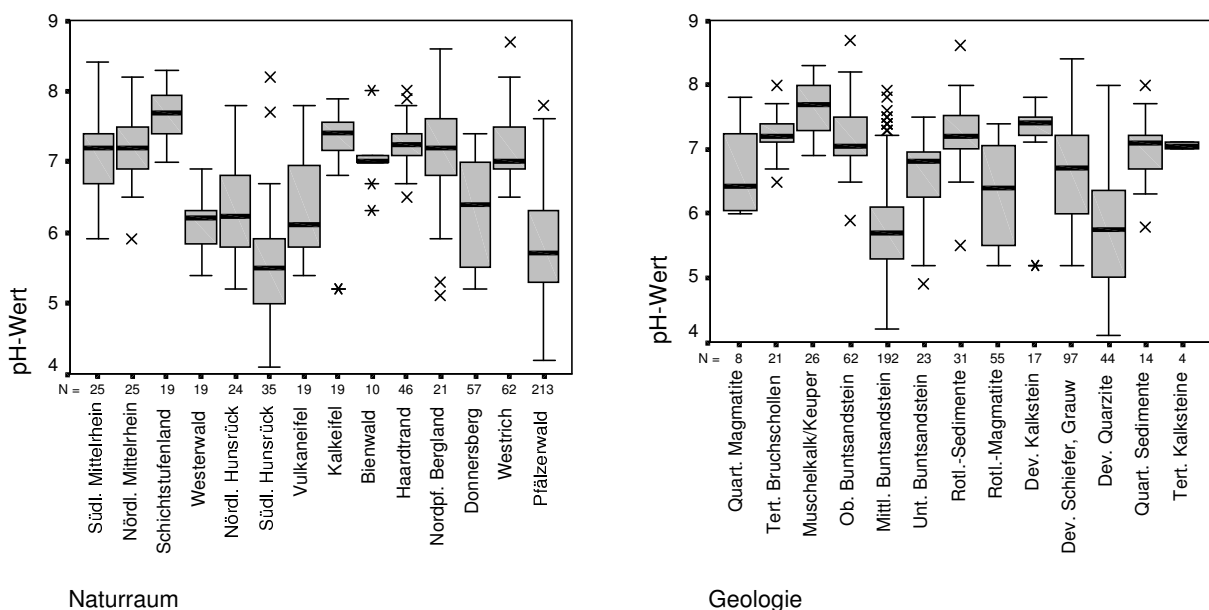 9
8
7
6
5
4
pH-Wert
N = 25 25 19 19 24 35 19 19 10 46 21 57 62 213
Südl. Mittelrhein
Nördl. Mittelrhein
Schichtstufenland
Westerwald
Nördl. Hunsrück
Südl. Hunsrück
Vulkaneifel
Kalkeifel
Bienwald
Haardtrand
Nordpf. Bergland
Donnersberg
Westrich
Pfälzerwald
Naturraum
9
8
7
6
5
4
pH-Wert
N = 8 21 26 62 192 23 31 55 17 97 44 14 4
Quart. Magmatite
Tert. Bruchschollen
Muschelkalk/Keuper
Ob. Buntsandstein
Mittl. Buntsandstein
Unt. Buntsandstein
Rotl.-Sedimente
Rotl.-Magmatite
Dev. Kalkstein
Dev. Schiefer, Grauw
Dev. Quarzite
Quart. Sedimente
Tert. Kalksteine
Geologie